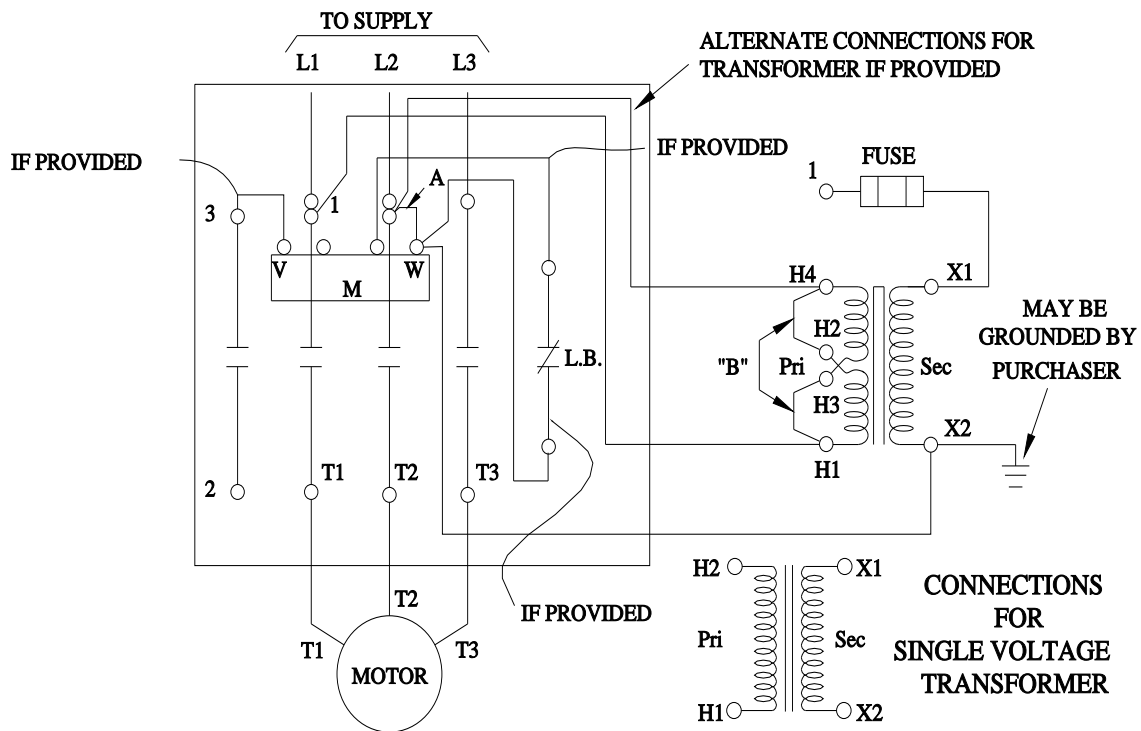 TO SUPPLY
L1 L2 L3
ALTERNATE CONNECTIONS FOR
TRANSFORMER IF PROVIDED
IF PROVIDED
IF PROVIDED
A
1
FUSE
3
1
V
W
M
H4
X1
MAY BE
GROUNDED BY
PURCHASER
H2
"B"
Pri
Sec
L.B.
H3
X2
H1
2
T1
T2
T3
H2
X1
CONNECTIONS
FOR
SINGLE VOLTAGE
TRANSFORMER
IF PROVIDED
T2
T1
T3
MOTOR
Pri
Sec
H1
X2